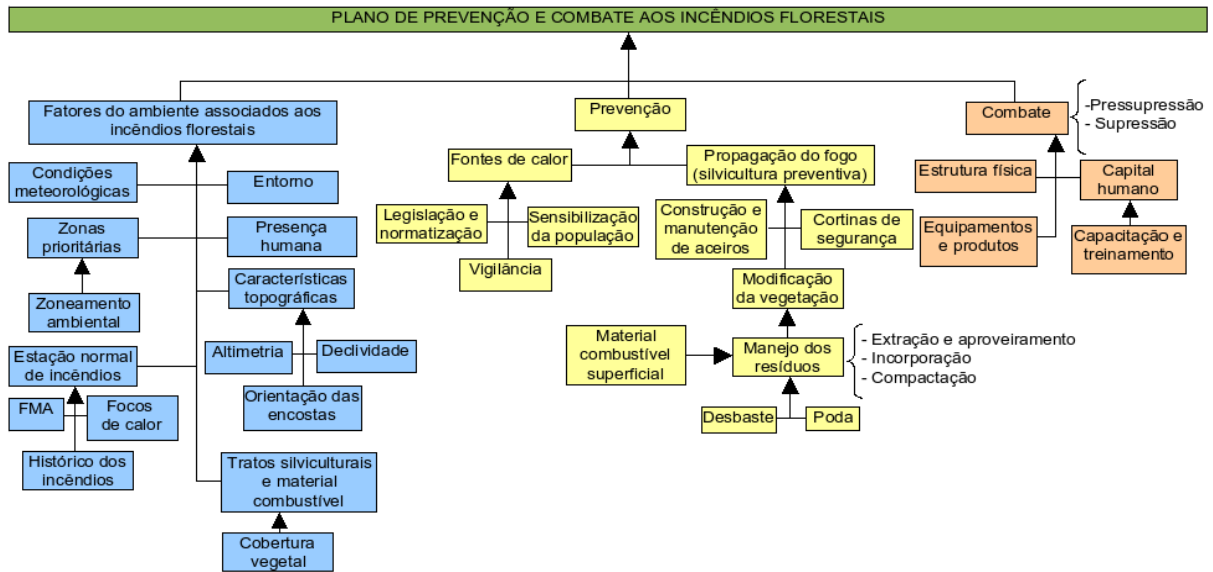 PLANO DE PREVENÇÃO E COMBATE AOS INCÊNDIOS FLORESTAIS
Fatores do ambiente associados aos
incêndios florestais
Condições
meteorológicas
Entorno
Zonas
prioritárias
Presença
humana
Zoneamento
ambiental
Características
topográficas
Altimetria
Declividade
Orientação das
encostas
Estação normal
de incêndios
FMA
Focos
de calor
Histórico dos
incêndios
Tratos silviculturais
e material
combustível
Cobertura
vegetal
Prevenção
Fontes de calor
Legislação e
normatização
Sensibilização
da população
Vigilância
Propagação do fogo
(silvicultura preventiva)
Construção e
manutenção
de aceiros
Cortinas de
segurança
Modificação
da vegetação
Material
combustível
superficial
Manejo dos
resíduos
- Extração e aproveiramento
- Incorporação
- Compactação
Desbaste
Poda
Combate
-Pressupressão
- Supressão
Estrutura física
Capital
humano
Equipamentos
e produtos
Capacitação e
treinamento